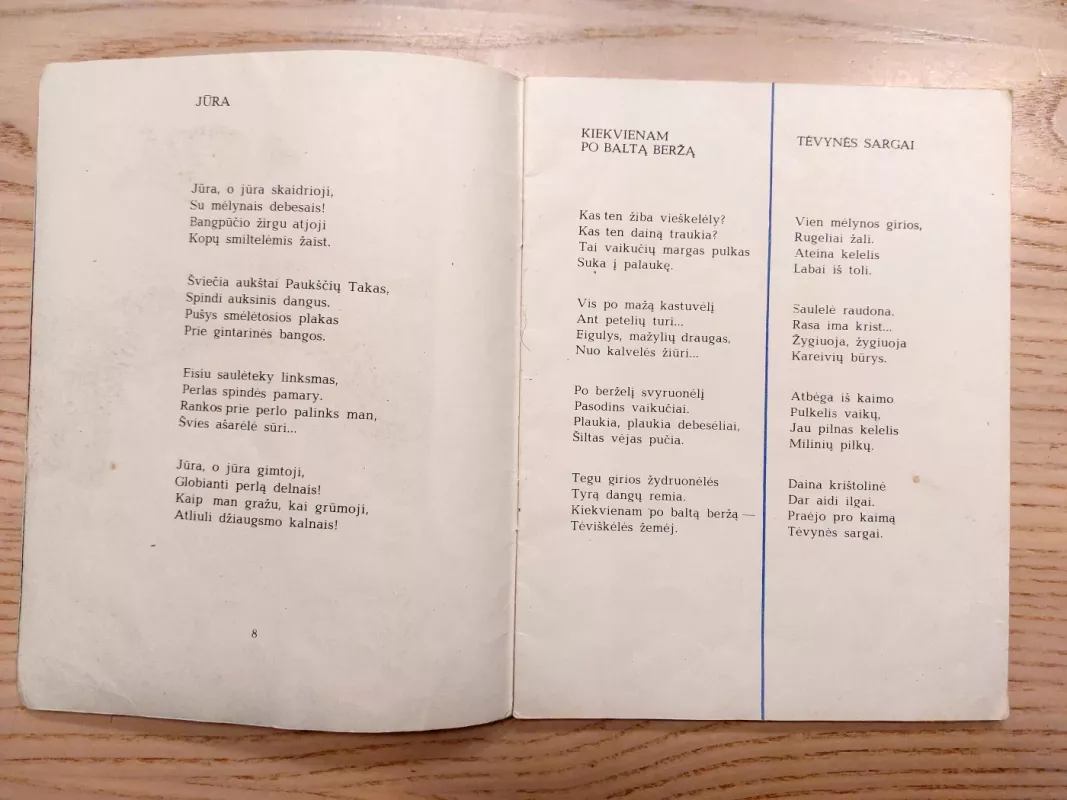 JŪRA
Jūra, o jūra skaidrioji,
Su mėlynais debesais!
Bangpūčio žirgu atjoji
Kopų smiltelėmis žaist.
Šviečia aukštai Paukščių Takas,
Spindi auksinis dangus.
Pušys smėlėtosios plakas
Prie gintarinės bangos.
Eisiu saulėteky linksmas,
Perlas spindės pamary.
Rankos prie perlo palinks man,
Švies ašarėlė sūri...
Jūra, o jūra gimtoji,
Globianti perlą delnais!
Kaip man gražu, kai grūmoji,
Atliuli džiaugsmo kalnais!
8
KIEKVIENAM
PO BALTĄ BERŽĄ
Kas ten žiba vieškelėly?
Kas ten dainą traukia?
Tai vaikučių margas pulkas
Suka į palaukę.
Vis po mažą kastuvėlį
Ant petelių turi...
Eigulys, mažylių draugas,
Nuo kalvelės žiūri...
Po berželį svyruonėlį
Pasodins vaikučiai.
Plaukia, plaukia debesėliai,
Šiltas vėjas pučia.
Tegu girios žydruonėlės
Tyrą dangų remia.
Kiekvienam po baltą beržą —
Tėviškėlės žemėj.
TĖVYNĖS SARGAI
Vien mėlynos girios,
Rugeliai žali.
Ateina kelelis
Labai iš toli.
Saulelė raudona.
Rasa ima krist...
Žygiuoja, žygiuoja
Kareivių būrys.
Atbėga iš kaimo
Pulkelis vaikų,
Jau pilnas kelelis
Milinių pilkų.
Daina krištolinė
Dar aidi ilgai.
Praėjo pro kaimą
Tėvynės sargai.